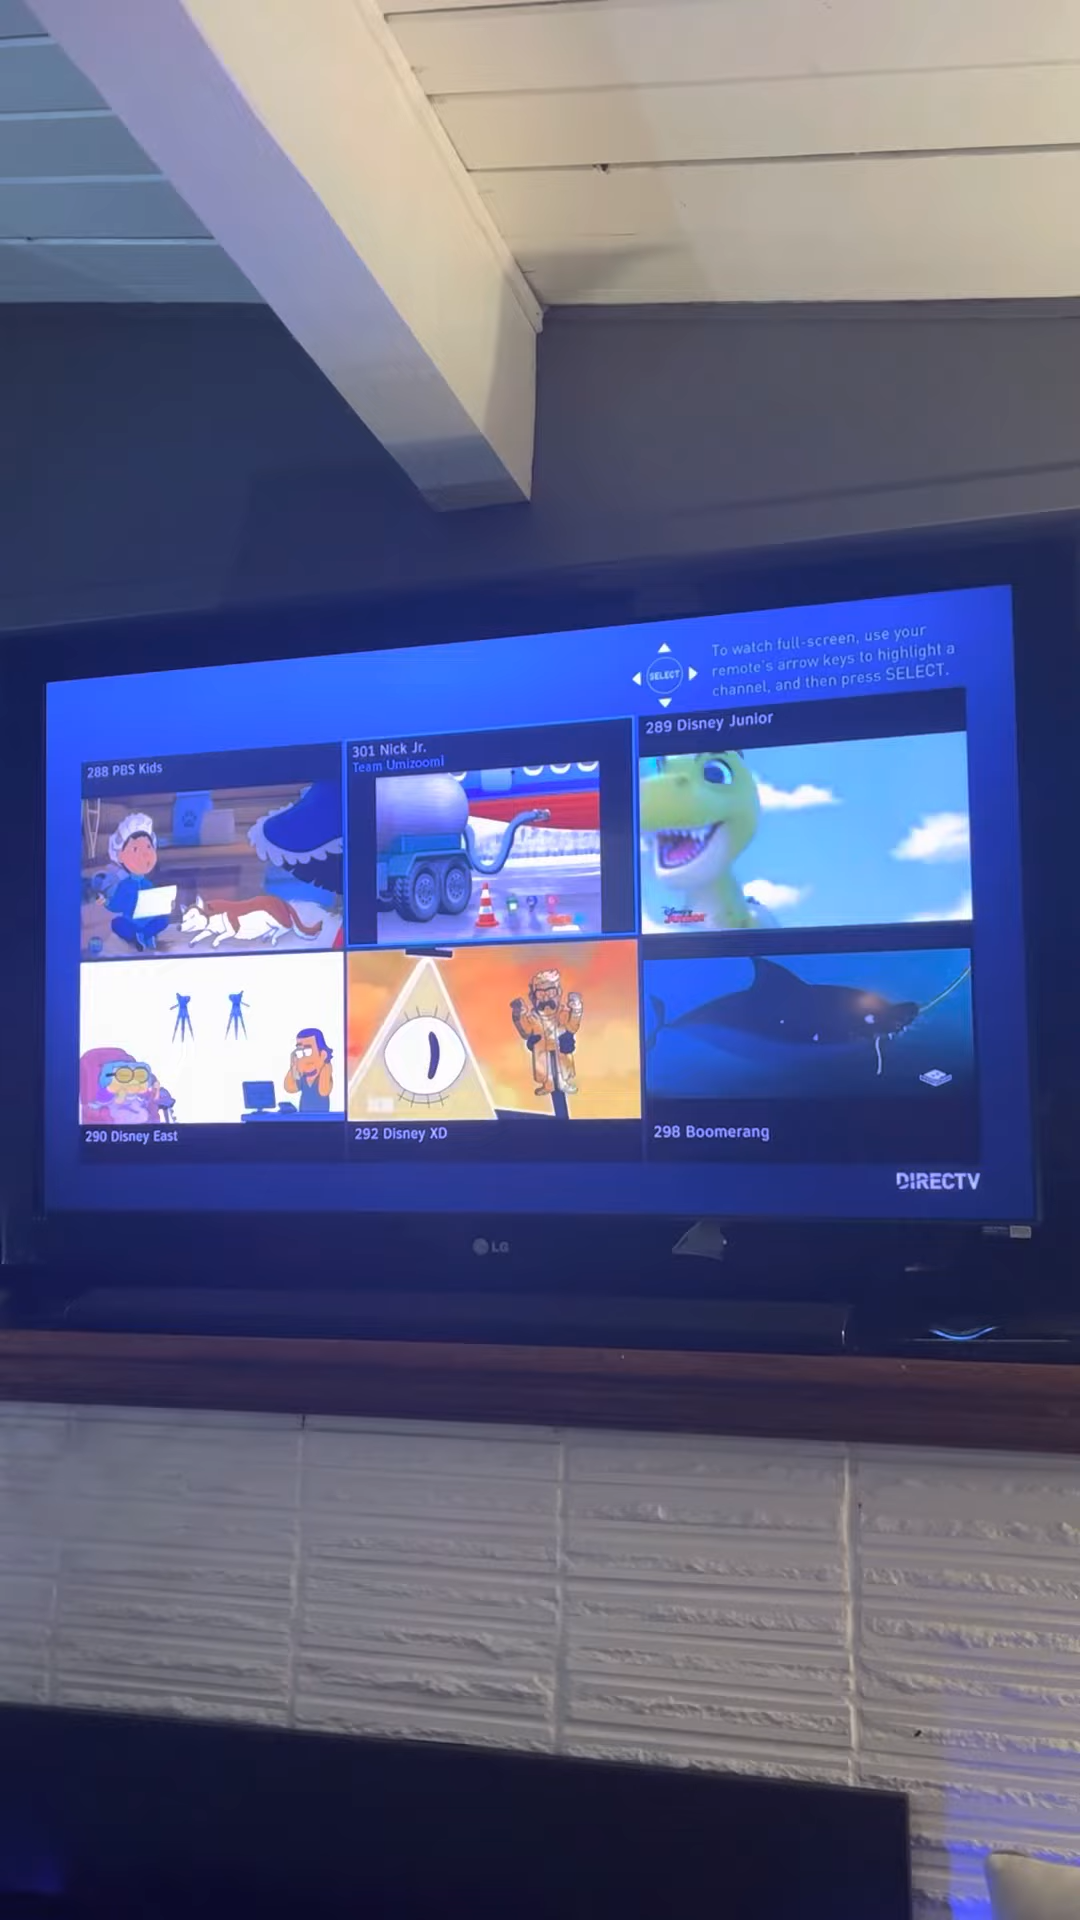 To watch full-screen, use your
remote's arrow keys to highlight a
channel, and then press SELECT.
SELECT
288 PBS Kids
301 Nick Jr.
Team Umizoomi
289 Disney Junior
Disney
Junior
290 Disney East
292 Disney XD
298 Boomerang
DIRECTV
LG